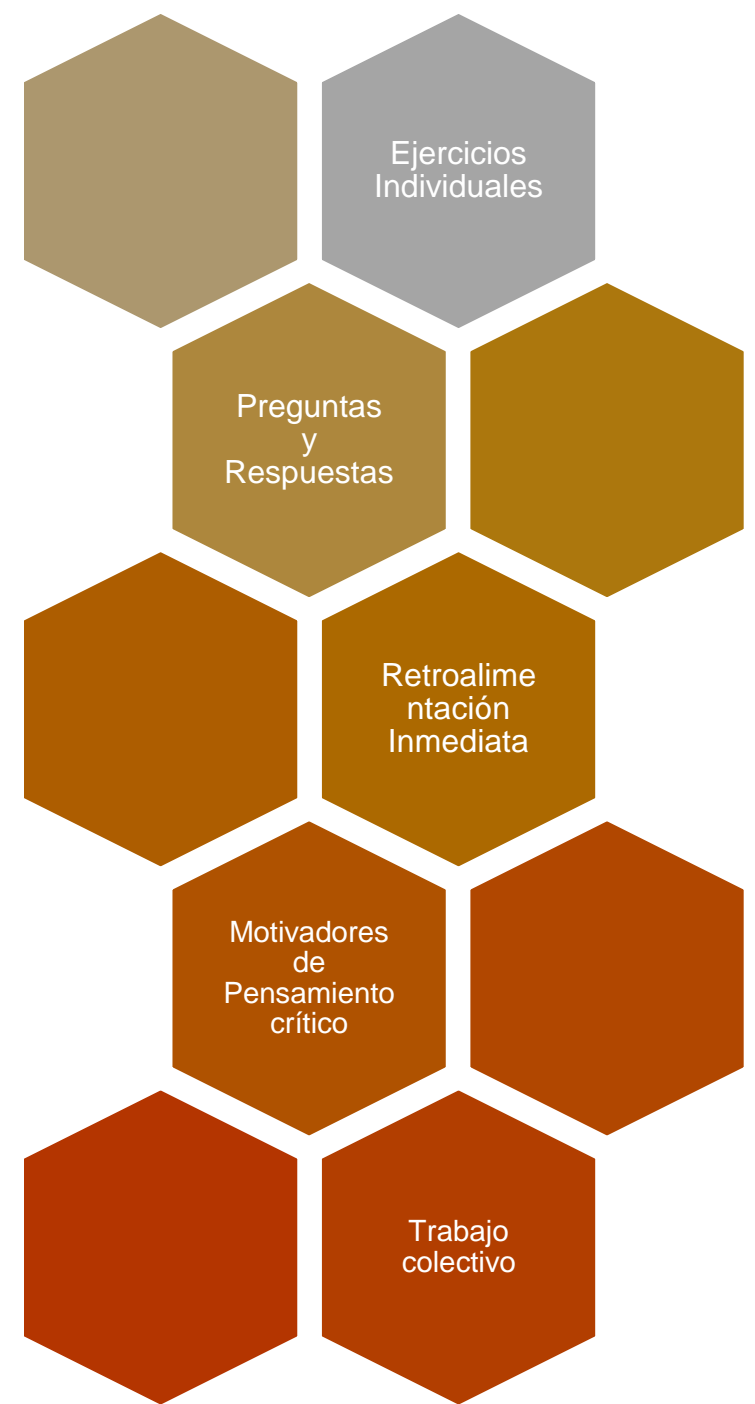 Ejercicios
Individuales
Preguntas
y
Respuestas
Retroalime
ntación
Inmediata
Motivadores
de
Pensamiento
crítico
Trabajo
colectivo